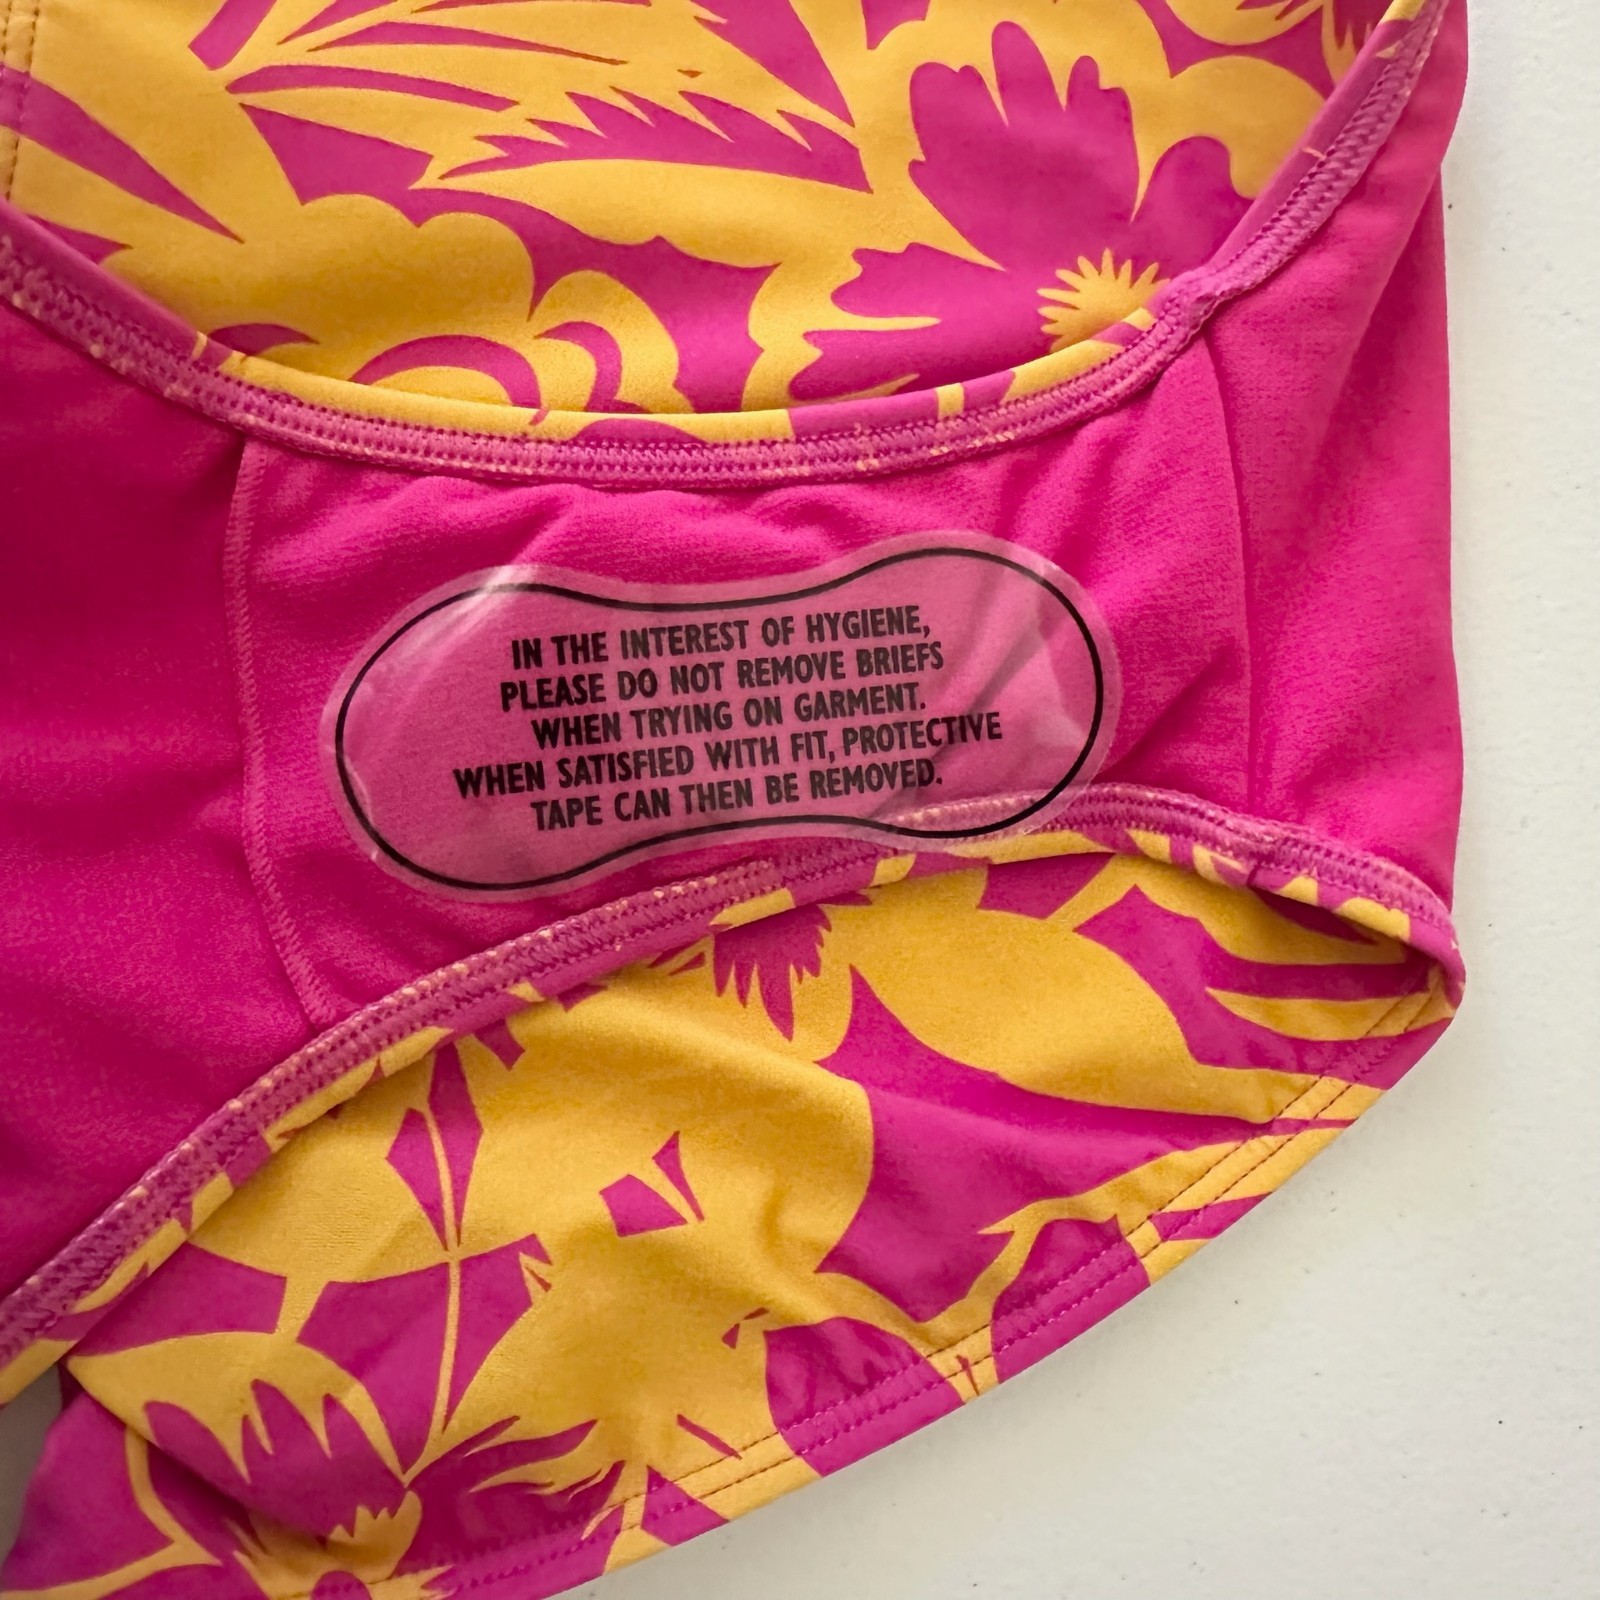 IN THE INTEREST OF HYGIENE,
PLEASE DO NOT REMOVE BRIEFS
WHEN TRYING ON GARMENT.
WHEN SATISFIED WITH FIT, PROTECTIVE
TAPE CAN THEN BE REMOVED.